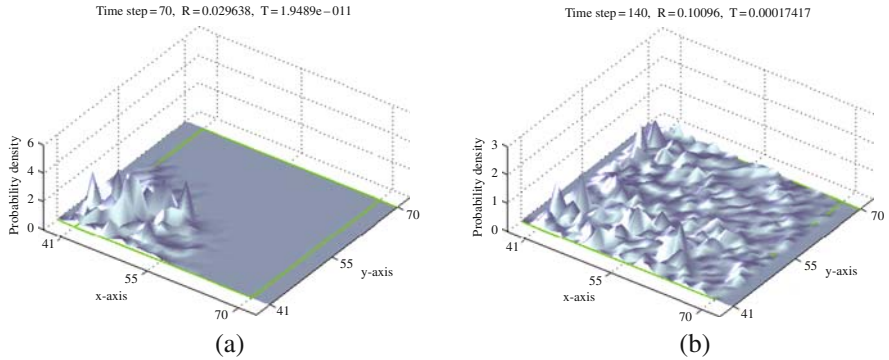 Time step = 70, R = 0.029638, T = 1.9489e−011
Probability density
6
4
2
0
41
55
70
x-axis
41
55
70
y-axis
(a)
Time step = 140, R = 0.10096, T = 0.00017417
Probability density
3
2
1
0
41
55
70
x-axis
41
55
70
y-axis
(b)